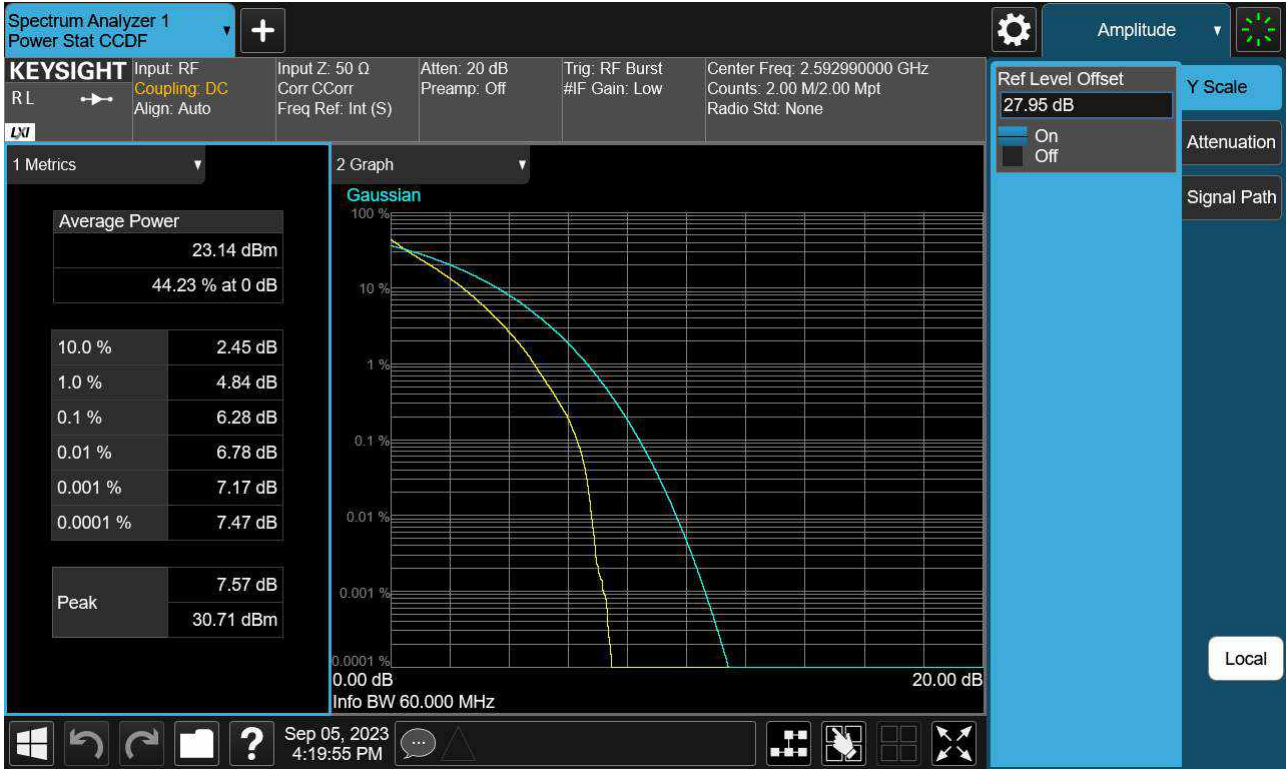 Spectrum Analyzer 1
Power Stat CCDF
Amplitude
KEYSIGHT
R L
LXI
Input: RF
Coupling: DC
Align: Auto
Input Z: 50 Ω
Corr CCorr
Freq Ref: Int (S)
Atten: 20 dB
Preamp: Off
Trig: RF Burst
#IF Gain: Low
Center Freq: 2.592990000 GHz
Counts: 2.00 M/2.00 Mpt
Radio Std: None
Ref Level Offset
27.95 dB
On
Off
Y Scale
Attenuation
Signal Path
Local
1 Metrics
Average Power
23.14 dBm
44.23 % at 0 dB
10.0 % 2.45 dB
1.0 % 4.84 dB
0.1 % 6.28 dB
0.01 % 6.78 dB
0.001 % 7.17 dB
0.0001 % 7.47 dB
Peak
7.57 dB
30.71 dBm
2 Graph
Gaussian
100 %
10 %
1 %
0.1 %
0.01 %
0.001 %
0.0001 %
0.00 dB 20.00 dB
Info BW 60.000 MHz
?
Sep 05, 2023
4:19:55 PM